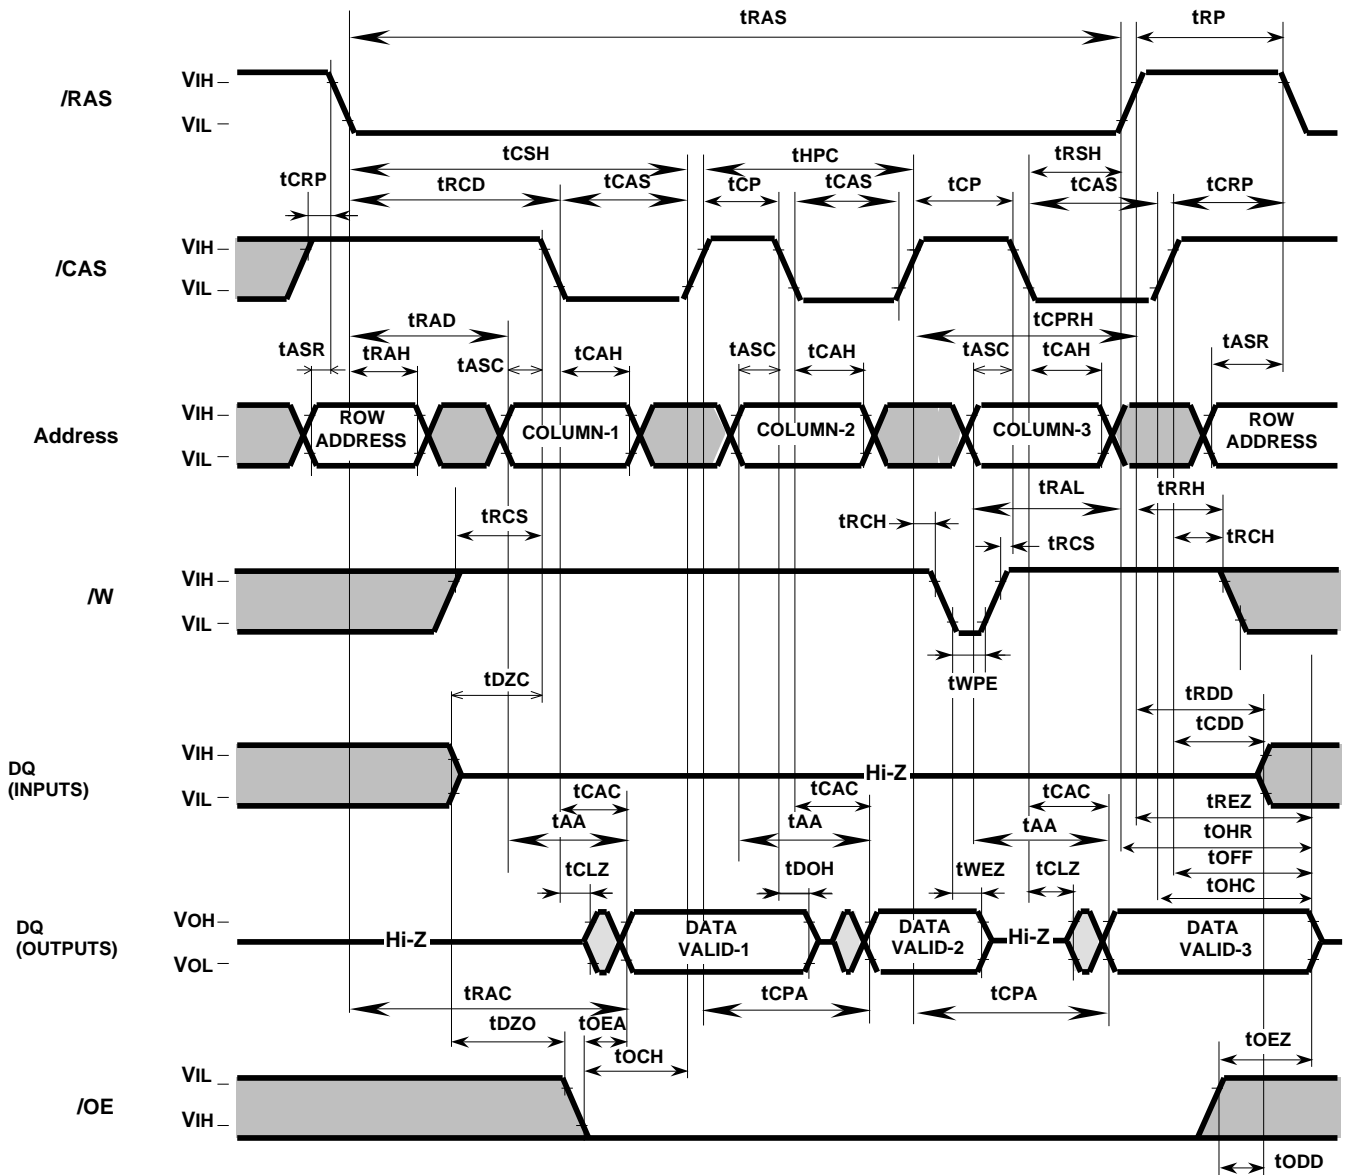 tRAS
tRP
/RAS
VIH
VIL
tCSH
tHPC
tRSH
tCRP
tRCD
tCAS
tCP
tCAS
tCP
tCAS
tCRP
/CAS
VIH
VIL
tRAD
tCPRH
tASR
tRAH
tASC
tCAH
tASC
tCAH
tASC
tCAH
tASR
Address
VIH
VIL
ROW
ADDRESS
COLUMN-1
COLUMN-2
COLUMN-3
ROW
ADDRESS
tRCS
tRCH
tRAL
tRRH
tRCS
tRCH
/W
VIH
VIL
tWPE
tDZC
tRDD
tCDD
DQ
(INPUTS)
VIH
VIL
Hi-Z
tCAC
tCAC
tCAC
tREZ
tAA
tAA
tAA
tOHR
tCLZ
tDOH
tWEZ
tCLZ
tOFF
tOHC
DQ
(OUTPUTS)
VOH
VOL
Hi-Z
DATA
VALID-1
DATA
VALID-2
Hi-Z
DATA
VALID-3
tRAC
tCPA
tCPA
tDZO
tOEA
tOCH
tOEZ
/OE
VIL
VIH
tODD